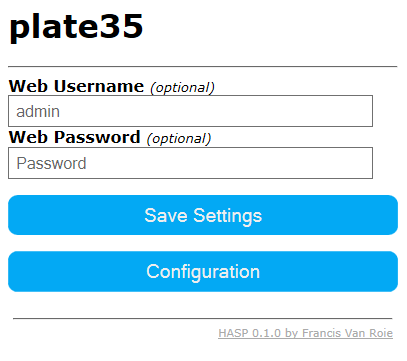 plate35
Web Username (optional)
admin
Web Password (optional)
Password
Save Settings
Configuration
HASP 0.1.0 by Francis Van Roie